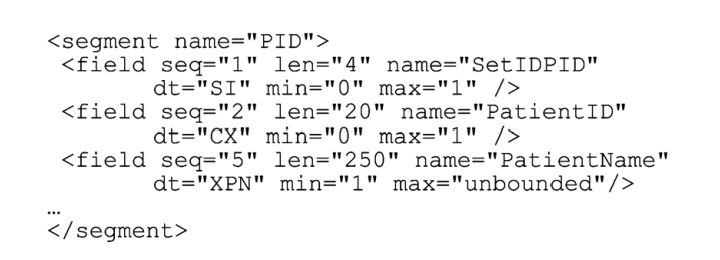 <segment name="PID">
<field seq="1" len="4" name="SetIDPID"
dt="SI" min="0" max="1" />
<field seq="2" len="20" name="PatientID"
dt="CX" min="0" max="1" />
<field seq="5" len="250" name="PatientName"
dt="XPN" min="1" max="unbounded"/>
…
</segment>